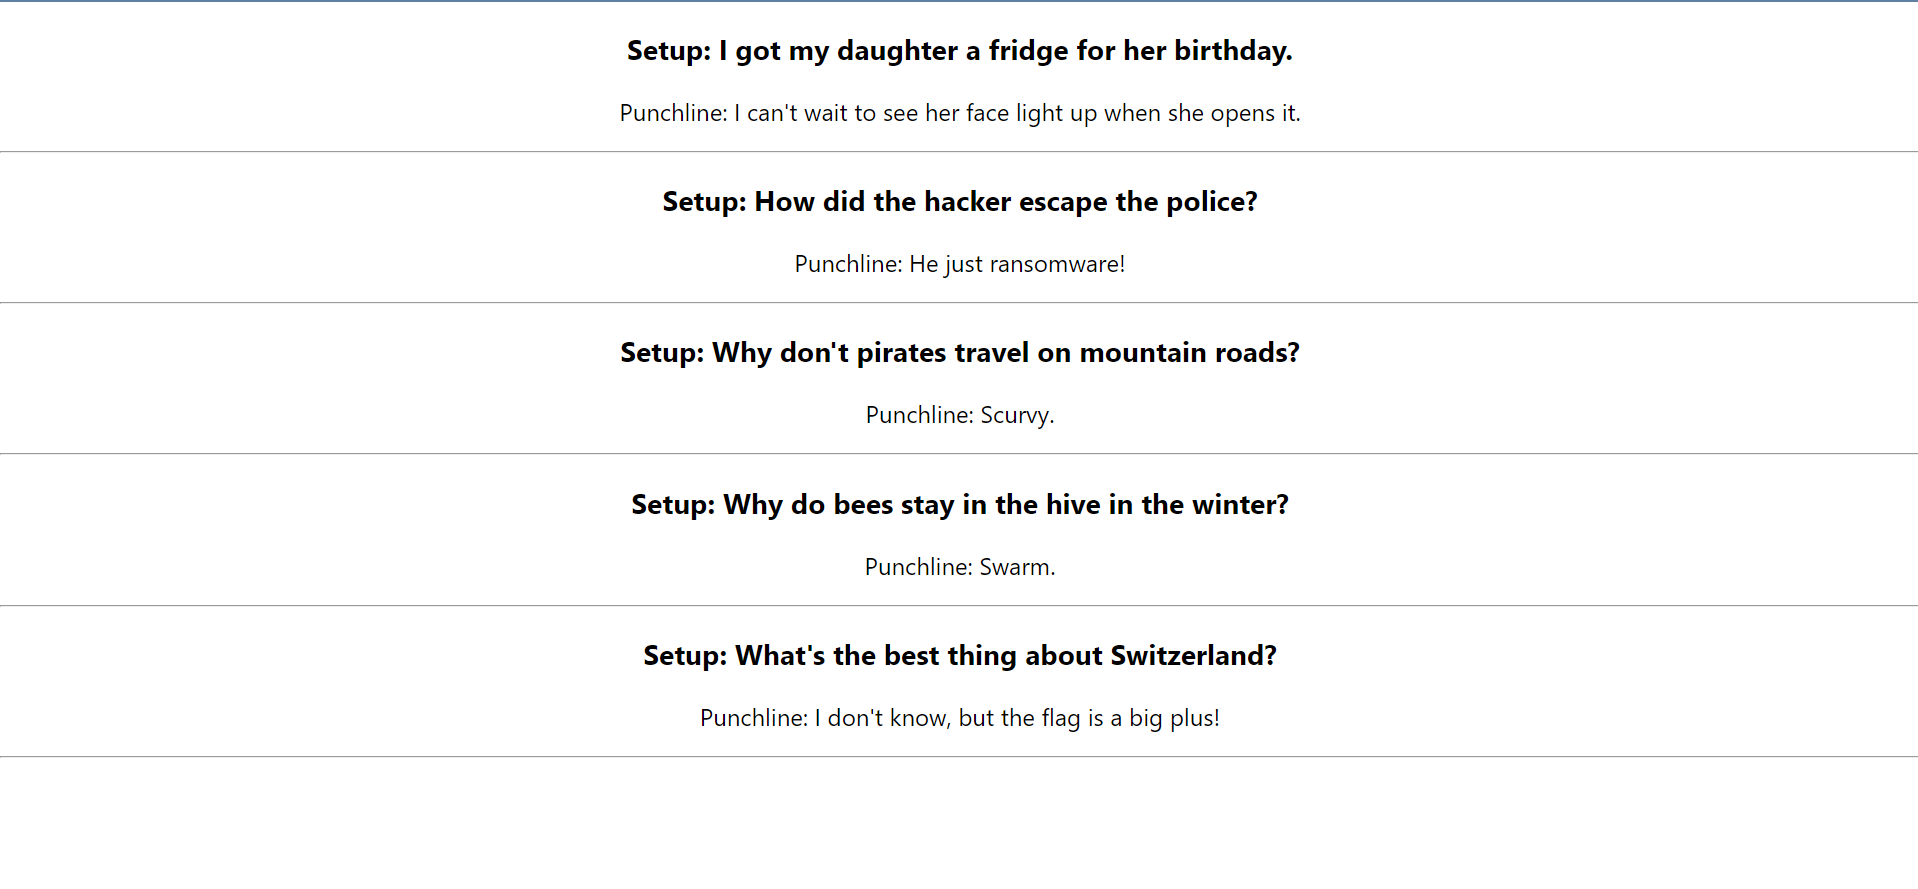 Setup: I got my daughter a fridge for her birthday.
Punchline: I can't wait to see her face light up when she opens it.
Setup: How did the hacker escape the police?
Punchline: He just ransomware!
Setup: Why don't pirates travel on mountain roads?
Punchline: Scurvy.
Setup: Why do bees stay in the hive in the winter?
Punchline: Swarm.
Setup: What's the best thing about Switzerland?
Punchline: I don't know, but the flag is a big plus!